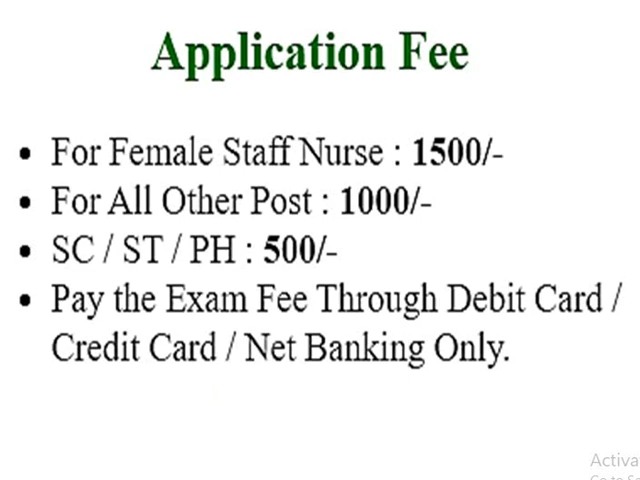 Application Fee
• For Female Staff Nurse : 1500/-
• For All Other Post : 1000/-
• SC / ST / PH : 500/-
• Pay the Exam Fee Through Debit Card /
Credit Card / Net Banking Only.
Activa